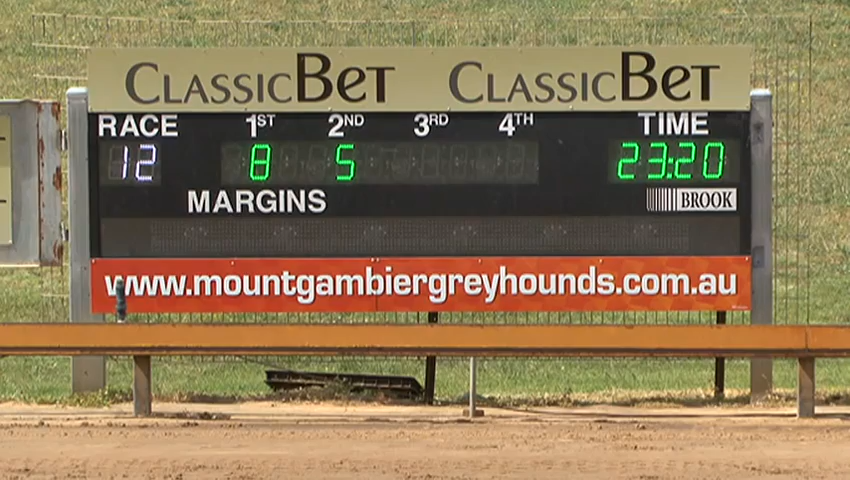 CLASSICBET CLASSICBET
RACE 1ST 2ND 3RD 4TH TIME
12 8 5 23:20
MARGINS BROOK
www.mountgambiergreyhounds.com.au